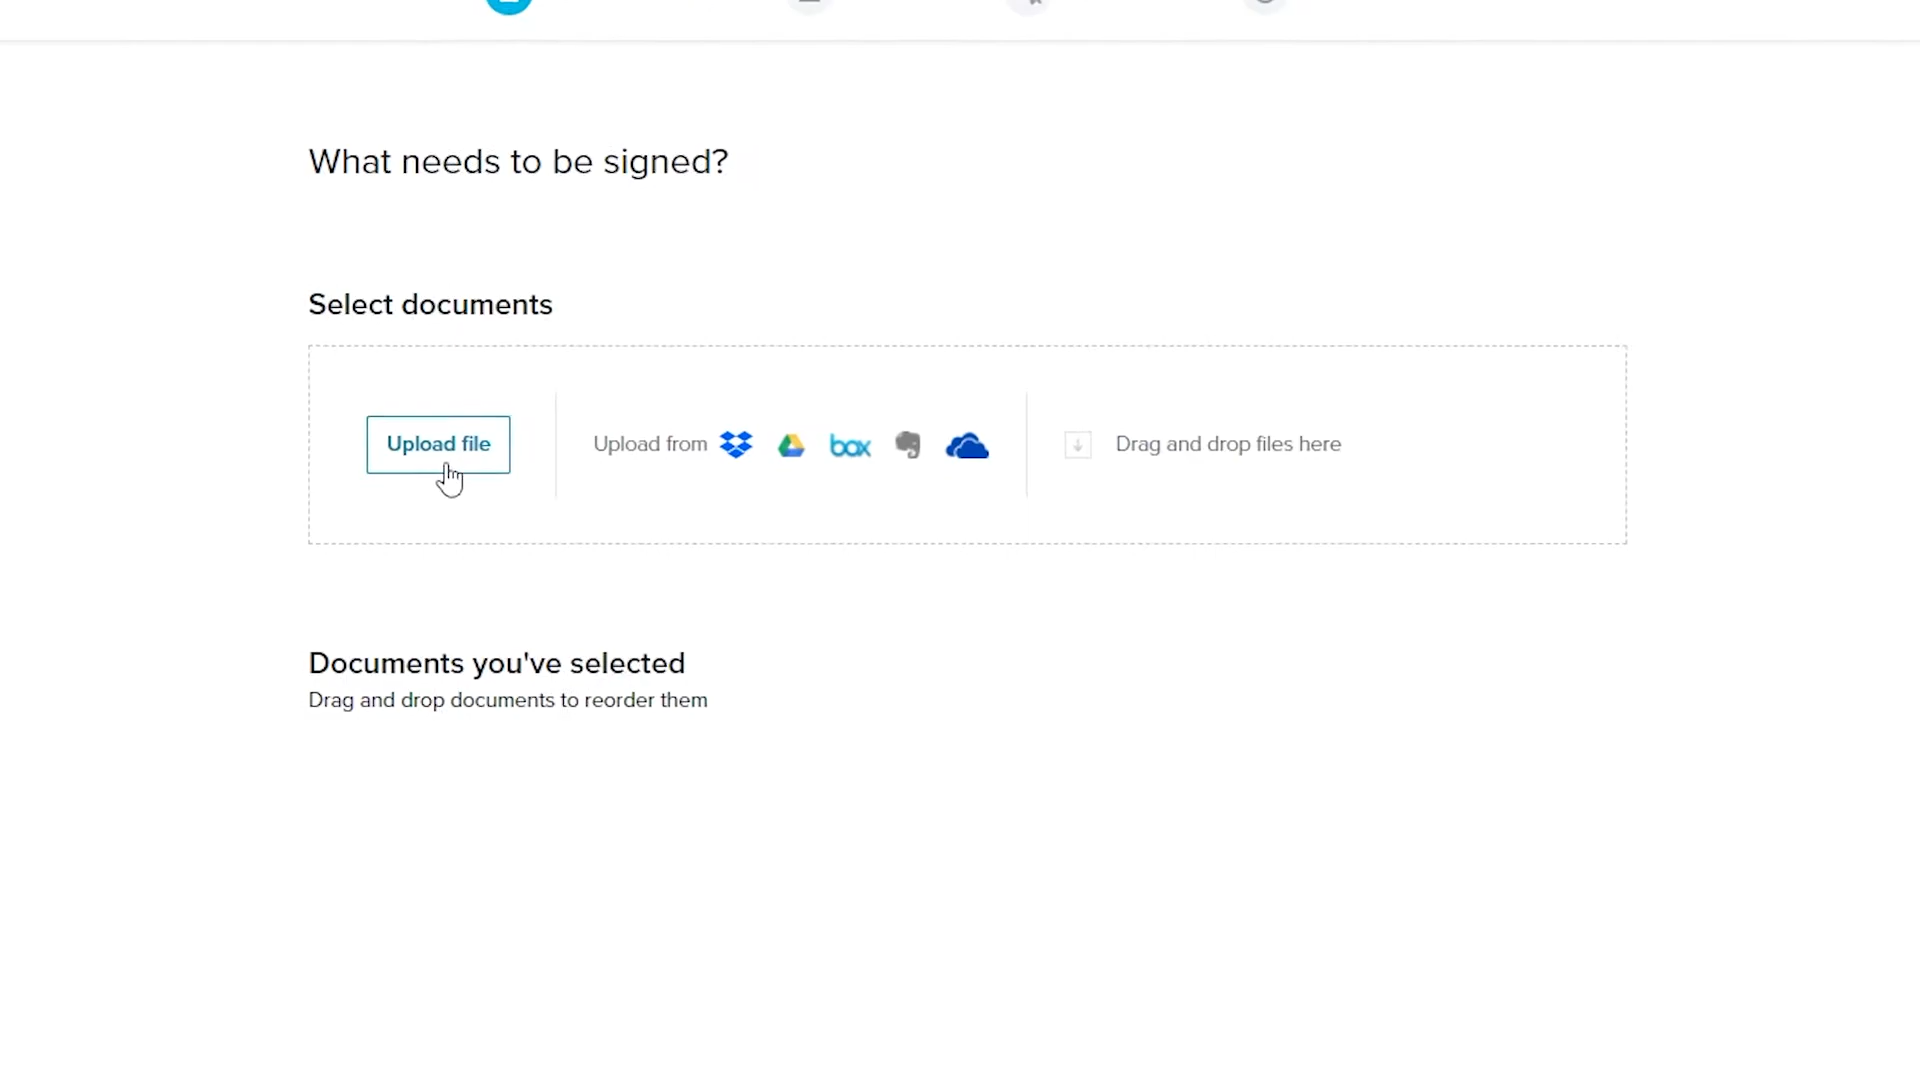 What needs to be signed?
Select documents
Upload file
Upload from
box
Drag and drop files here
Documents you've selected
Drag and drop documents to reorder them